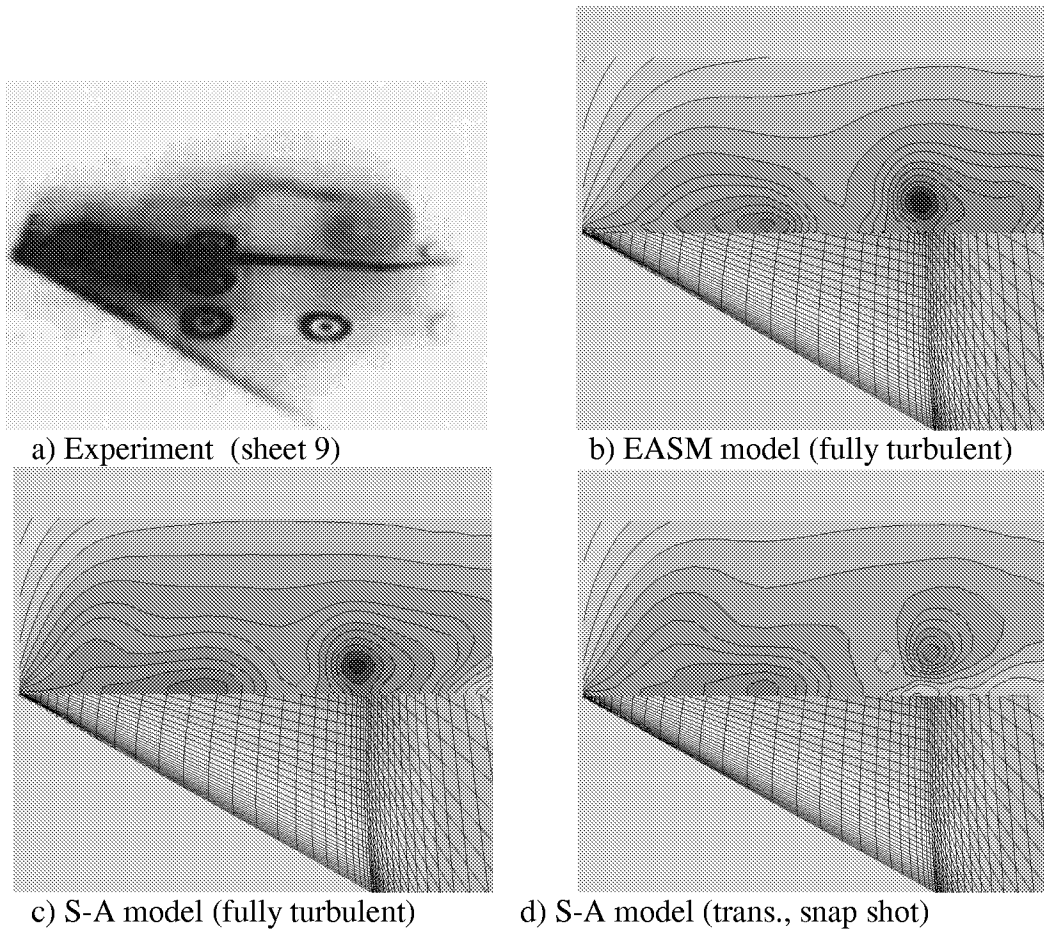 a) Experiment (sheet 9)
b) EASM model (fully turbulent)
c) S-A model (fully turbulent)
d) S-A model (trans., snap shot)